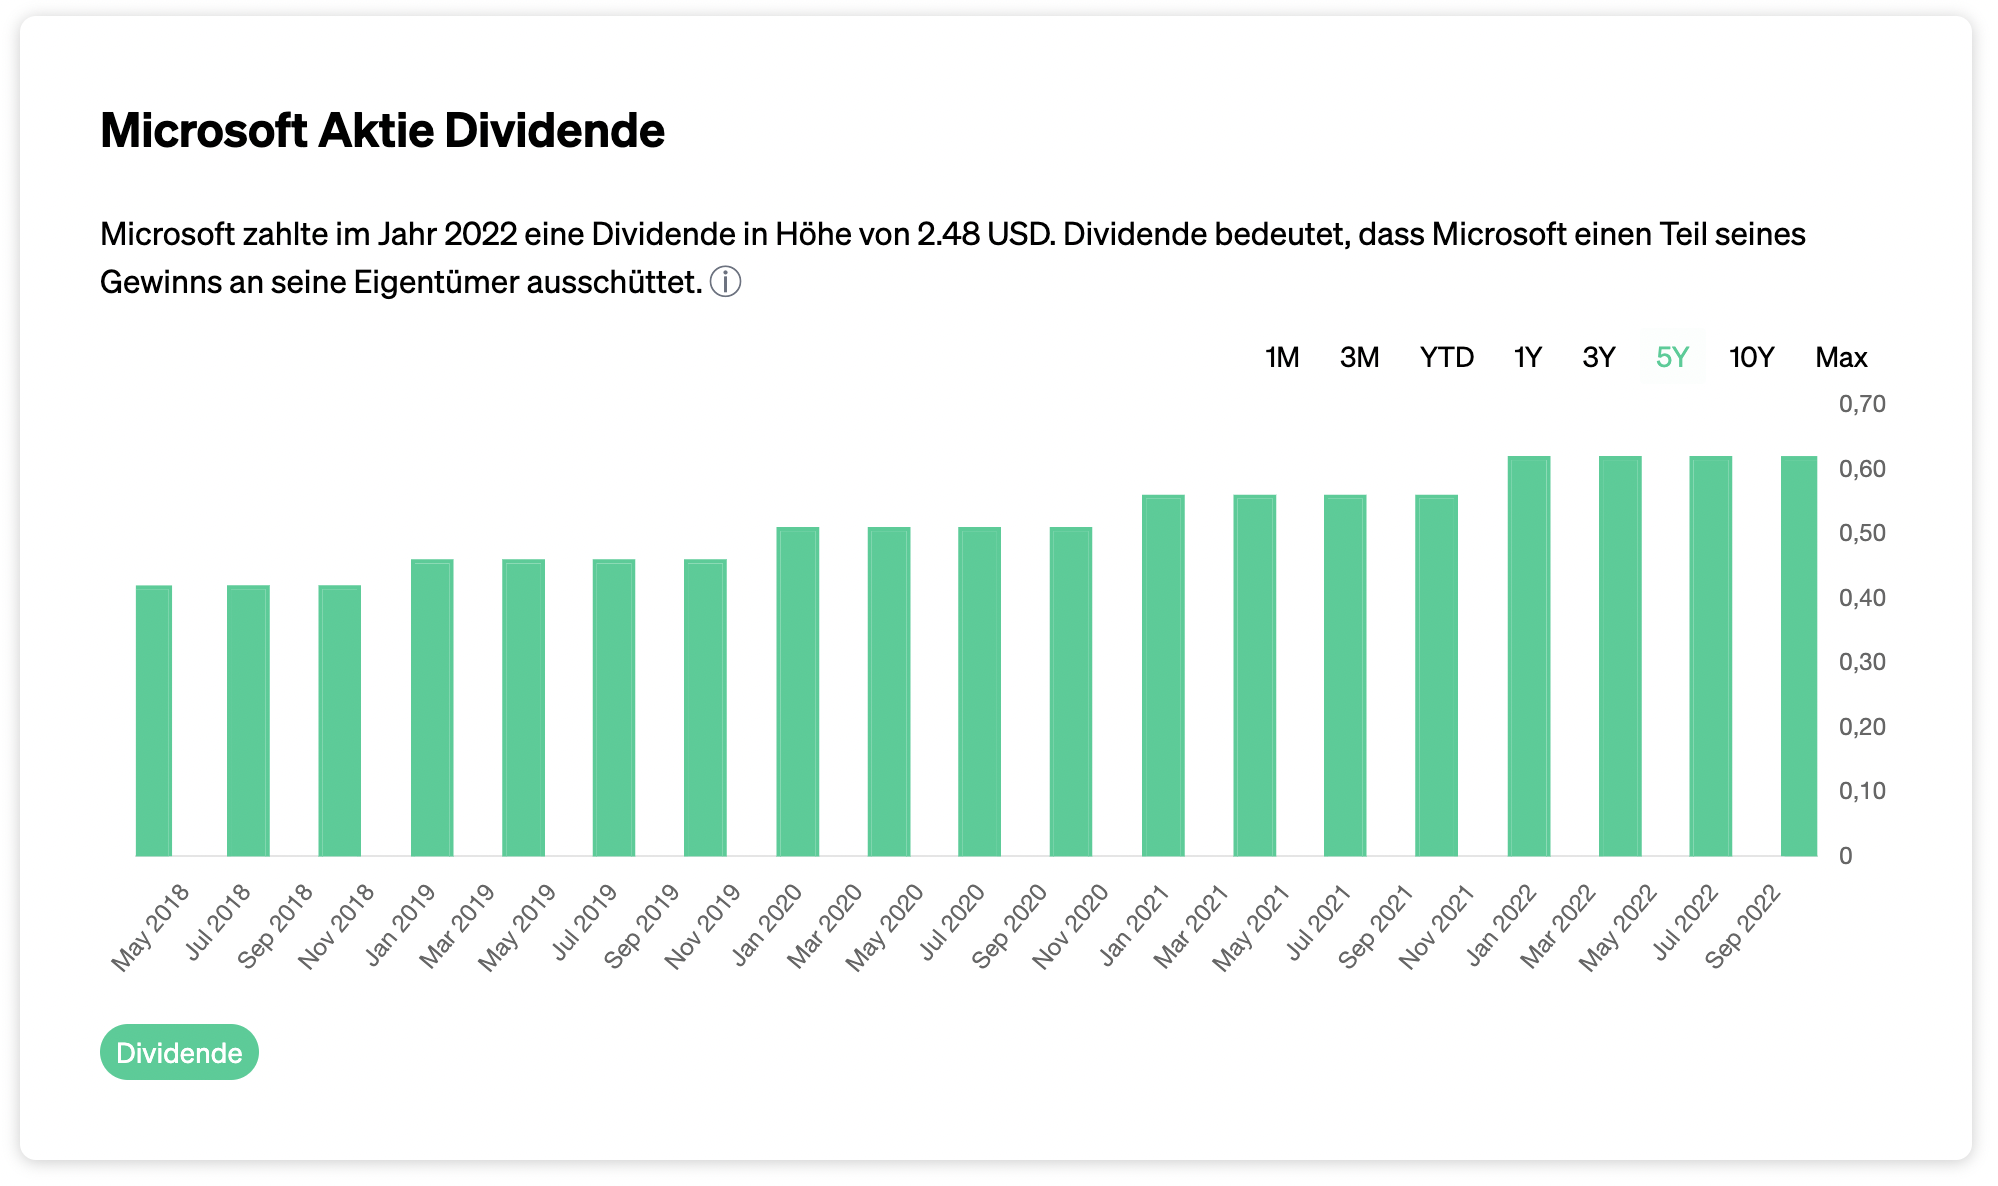 Microsoft Aktie Dividende
Microsoft zahlte im Jahr 2022 eine Dividende in Höhe von 2.48 USD. Dividende bedeutet, dass Microsoft einen Teil seines
Gewinns an seine Eigentümer ausschüttet. ⓘ
1M 3M YTD 1Y 3Y 5Y 10Y Max
0,70
0,60
0,50
0,40
0,30
0,20
0,10
0
May 2018
Jul 2018
Sep 2018
Nov 2018
Jan 2019
Mar 2019
May 2019
Jul 2019
Sep 2019
Nov 2019
Jan 2020
Mar 2020
May 2020
Jul 2020
Sep 2020
Nov 2020
Jan 2021
Mar 2021
May 2021
Jul 2021
Sep 2021
Nov 2021
Jan 2022
Mar 2022
May 2022
Jul 2022
Sep 2022
Dividende